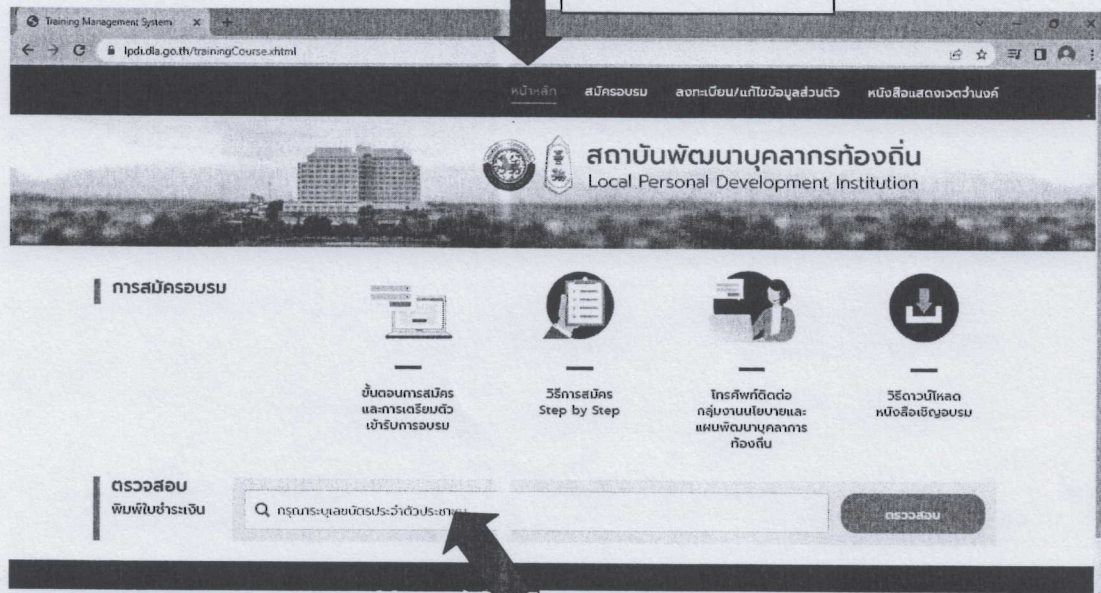 Training Management System
lpdi.dla.go.th/trainingCourse.xhtml
หน้าหลัก สมัครอบรม ลงทะเบียน/แก้ไขข้อมูลส่วนตัว หนังสือแสดงเจตจำนงค์
สถาบันพัฒนาบุคลากรท้องถิ่น
Local Personal Development Institution
การสมัครอบรม
ขั้นตอนการสมัคร
และการเตรียมตัว
เข้ารับการอบรม
วิธีการสมัคร
Step by Step
โทรศัพท์ติดต่อ
กลุ่มงานนโยบายและ
แผนพัฒนาบุคลาการ
ท้องถิ่น
วิธีดาวน์โหลด
หนังสือเชิญอบรม
ตรวจสอบ
พิมพ์ใบชำระเงิน
กรุณาระบุเลขบัตรประจำตัวประชาชน
ตรวจสอบ